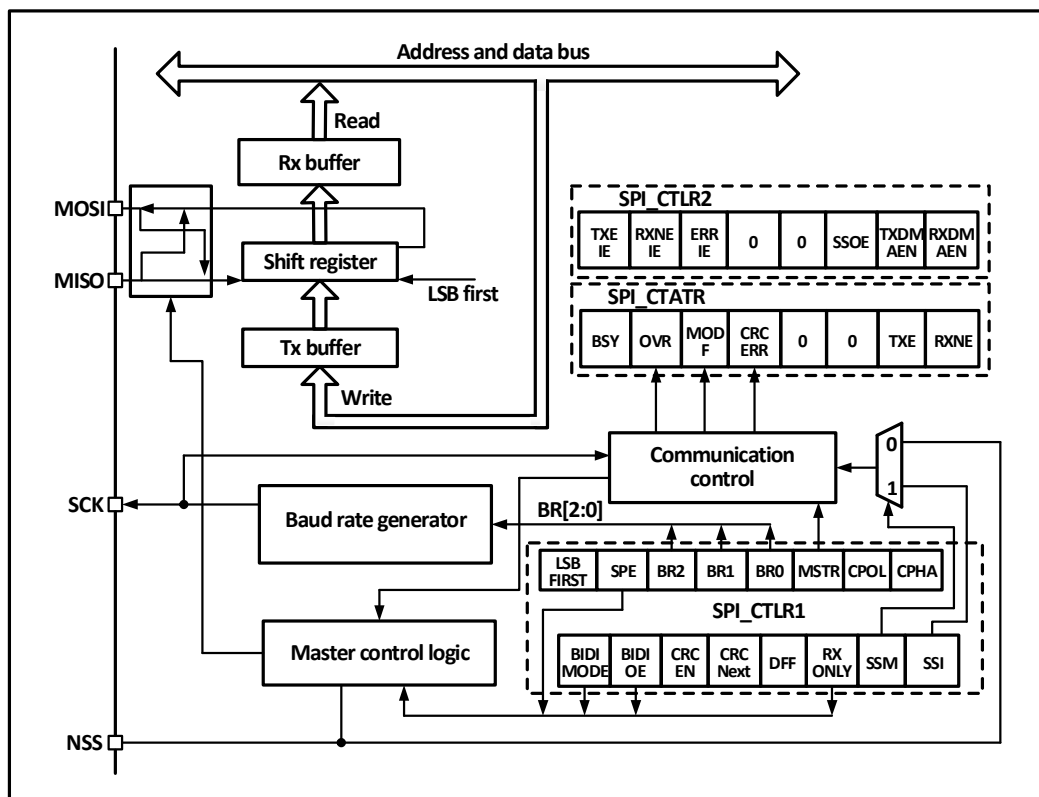 Address and data bus
Read
Rx buffer
MOSI
Shift register
MISO
LSB first
Tx buffer
Write
SPI_CTLR2
TXE IE
RXNE IE
ERR IE
0
0
SSOE
TXDM AEN
RXDM AEN
SPI_CTATR
BSY
OVR
MOD F
CRC ERR
0
0
TXE
RXNE
Communication control
0
1
SCK
Baud rate generator
BR[2:0]
LSB FIRST
SPE
BR2
BR1
BR0
MSTR
CPOL
CPHA
SPI_CTLR1
Master control logic
BIDI MODE
BIDI OE
CRC EN
CRC Next
DFF
RX ONLY
SSM
SSI
NSS